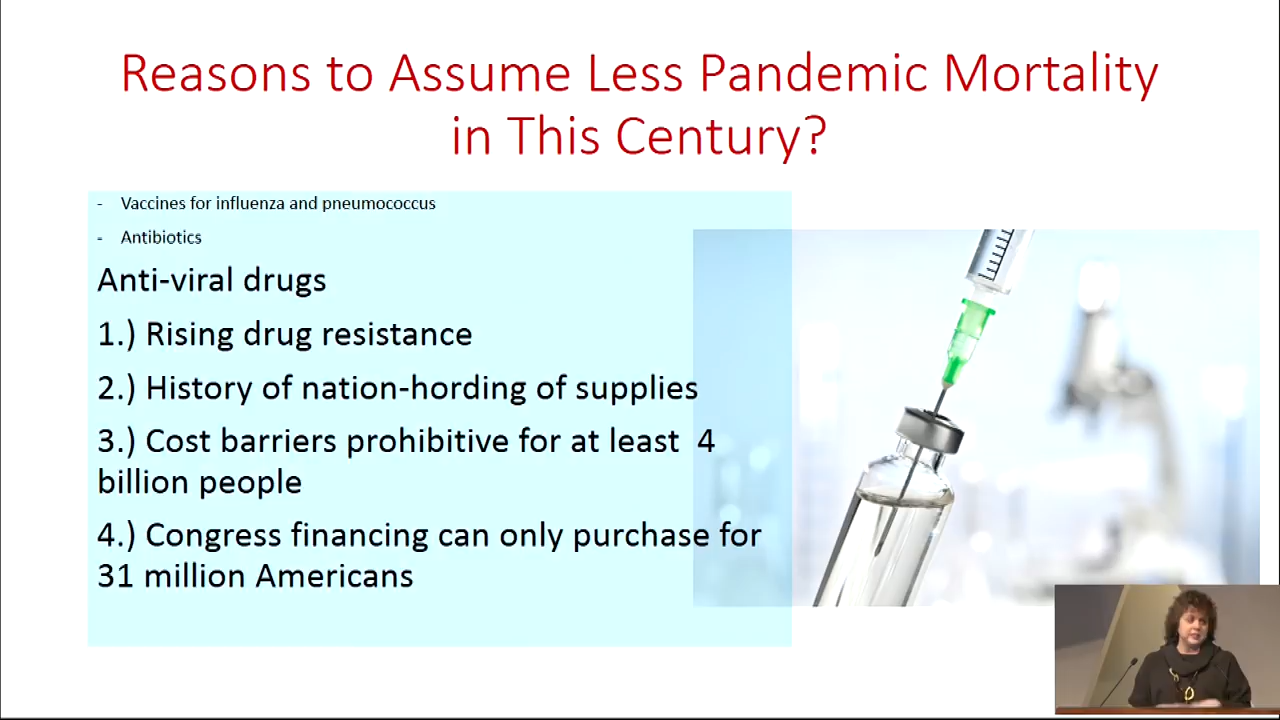 Reasons to Assume Less Pandemic Mortality
in This Century?
- Vaccines for influenza and pneumococcus
- Antibiotics
Anti-viral drugs
1.) Rising drug resistance
2.) History of nation-hording of supplies
3.) Cost barriers prohibitive for at least 4
billion people
4.) Congress financing can only purchase for
31 million Americans